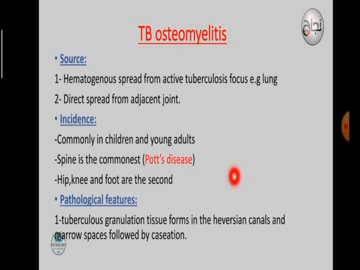 TB osteomyelitis
نجاح
• Source:
1- Hematogenous spread from active tuberculosis focus e.g lung
2- Direct spread from adjacent joint.
• Incidence:
-Commonly in children and young adults
-Spine is the commonest (Pott's disease)
-Hip,knee and foot are the second
• Pathological features:
1-tuberculous granulation tissue forms in the heversian canals and
marrow spaces followed by caseation.